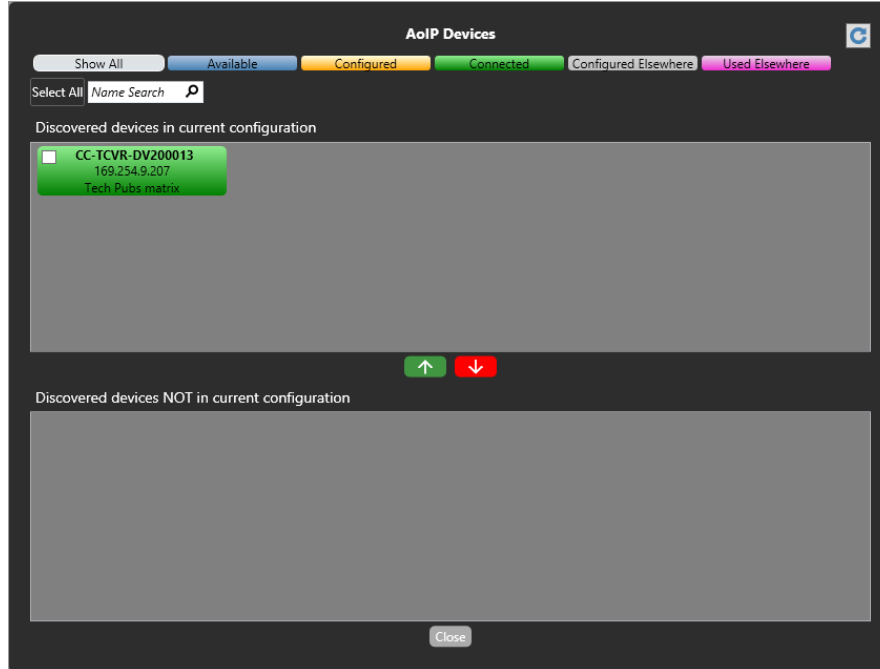 AoIP Devices
Show All Available Configured Connected Configured Elsewhere Used Elsewhere
Select All Name Search
Discovered devices in current configuration
CC-TCVR-DV200013
169.254.9.207
Tech Pubs matrix
Discovered devices NOT in current configuration
Close